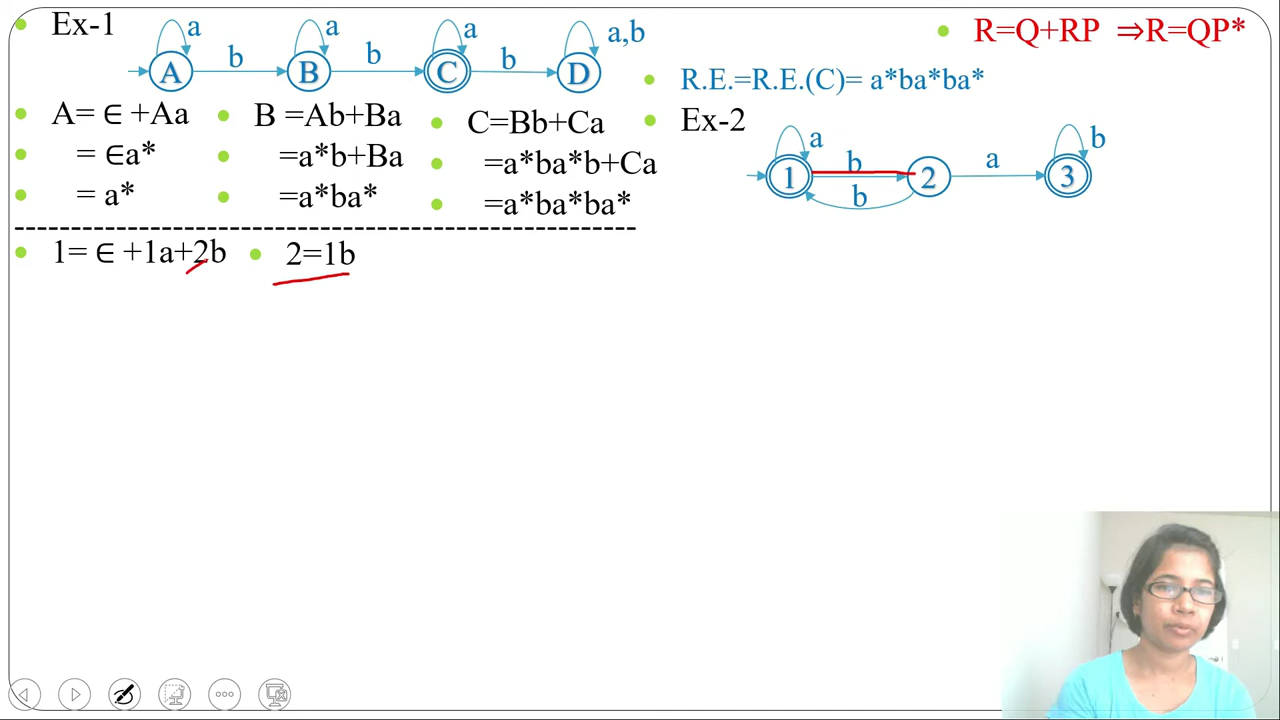 Ex-1
a a a a,b
A b B b C b D
R=Q+RP ⇒R=QP*
R.E.=R.E.(C)= a*ba*ba*
A= ∈ +Aa B =Ab+Ba C=Bb+Ca
= ∈a* =a*b+Ba =a*ba*b+Ca
= a* =a*ba* =a*ba*ba*
Ex-2
a b
1 b 2 a 3
b
1= ∈ +1a+2b 2=1b